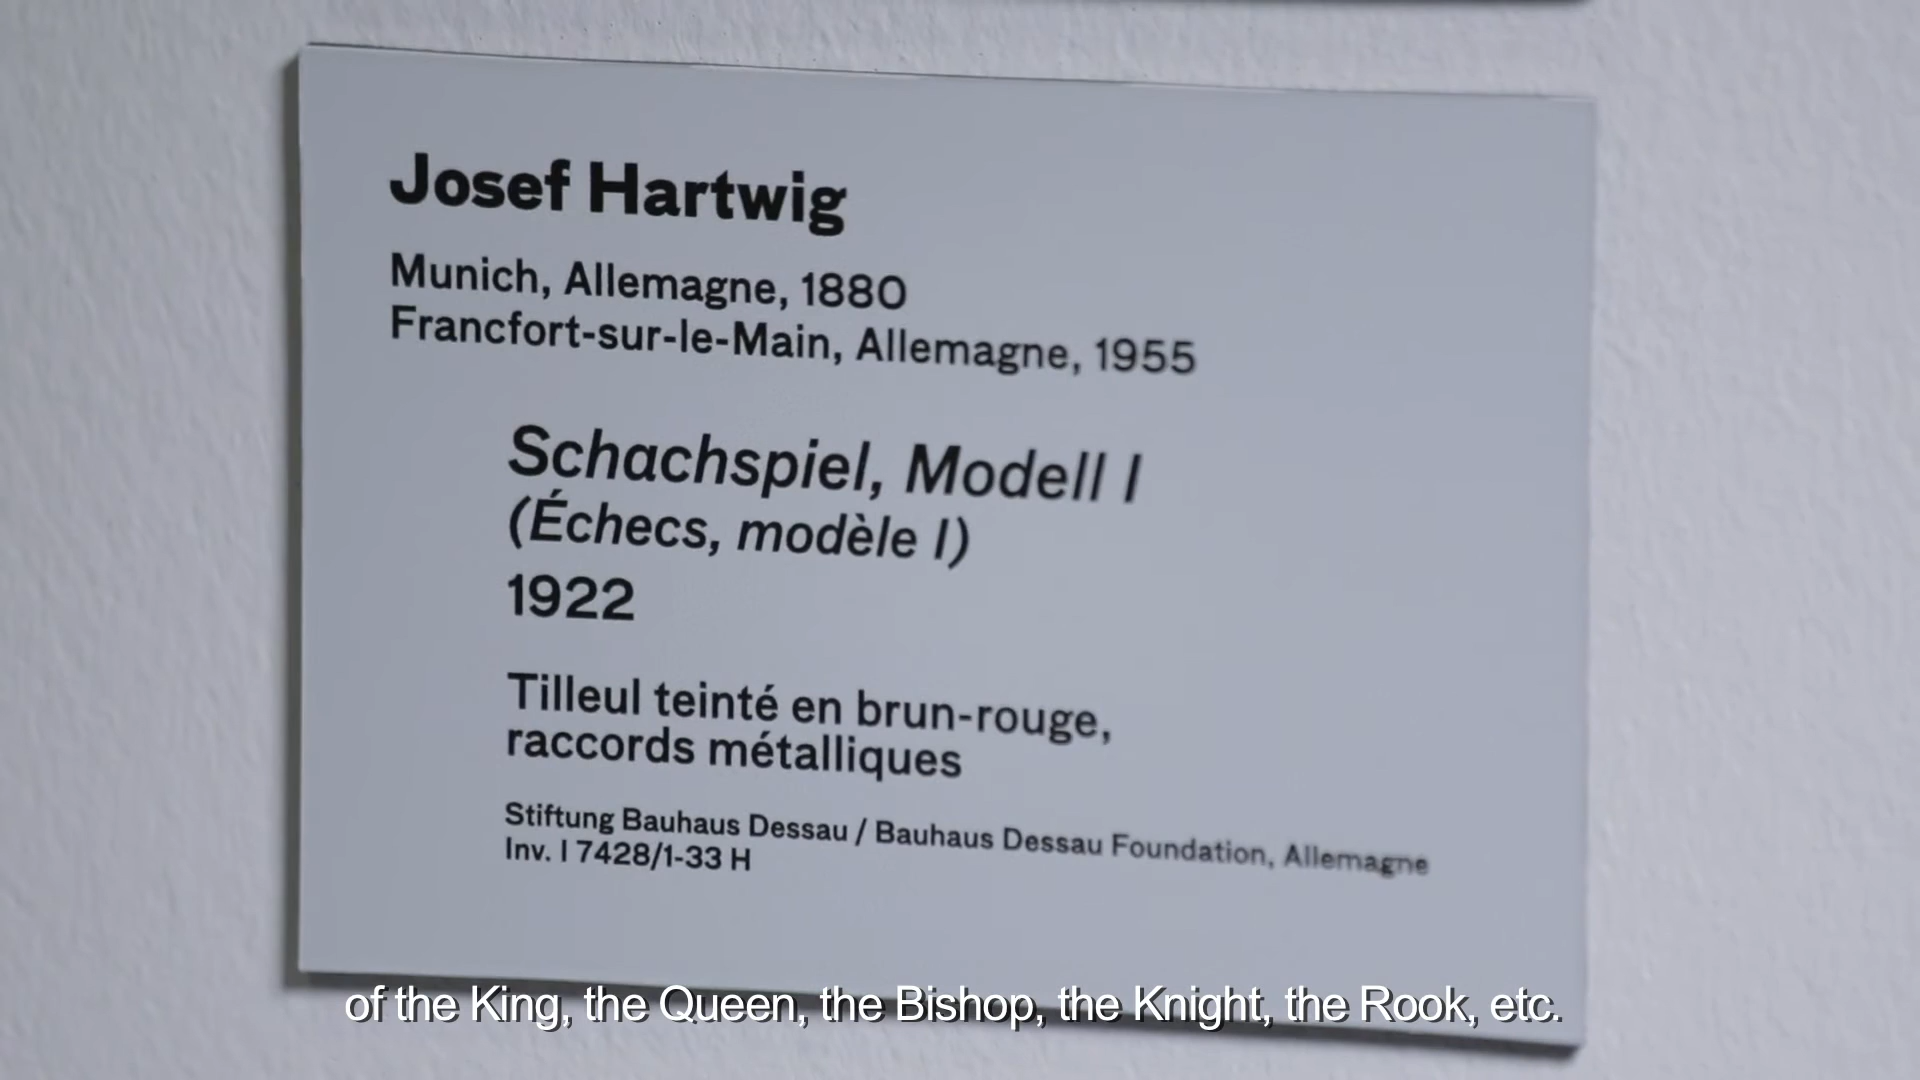 Josef Hartwig
Munich, Allemagne, 1880
Francfort-sur-le-Main, Allemagne, 1955
Schachspiel, Modell I
(Échecs, modèle I)
1922
Tilleul teinté en brun-rouge,
raccords métalliques
Stiftung Bauhaus Dessau / Bauhaus Dessau Foundation, Allemagne
Inv. I 7428/1-33 H
of the King, the Queen, the Bishop, the Knight, the Rook, etc.